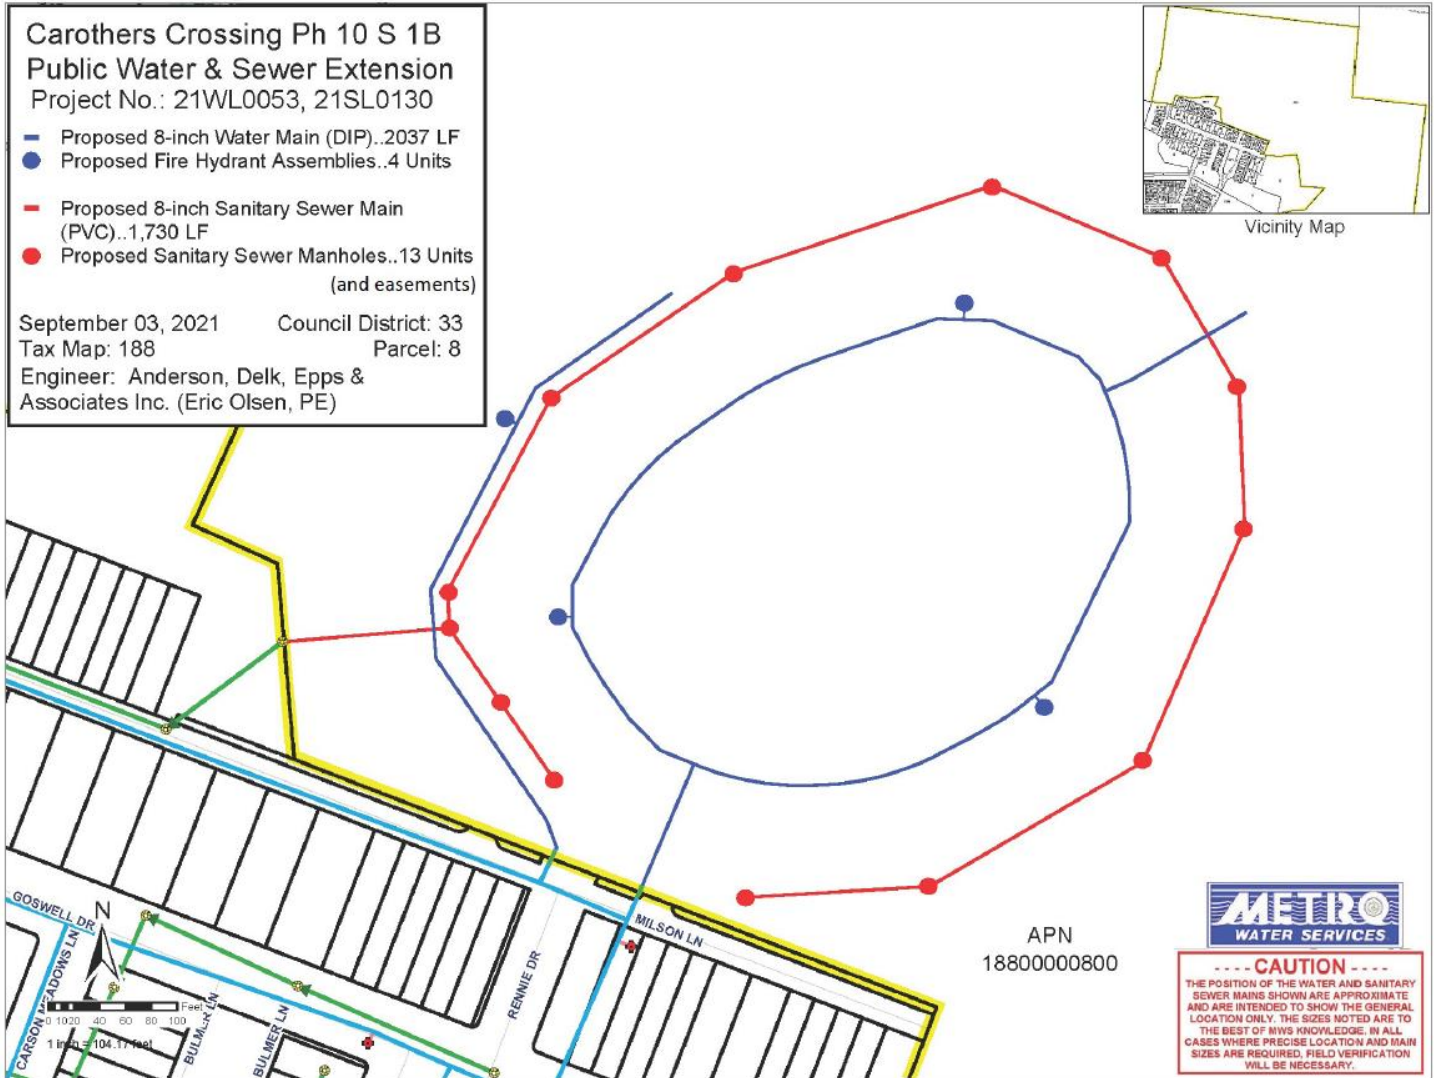 Carothers Crossing Ph 10 S 1B
Public Water & Sewer Extension
Project No.: 21WL0053, 21SL0130
Proposed 8-inch Water Main (DIP)..2037 LF
Proposed Fire Hydrant Assemblies..4 Units
Proposed 8-inch Sanitary Sewer Main
(PVC)..1,730 LF
Proposed Sanitary Sewer Manholes..13 Units
(and easements)
September 03, 2021 Council District: 33
Tax Map: 188 Parcel: 8
Engineer: Anderson, Delk, Epps &
Associates Inc. (Eric Olsen, PE)
Vicinity Map
GOSWELL DR
N
CARSON MEADOWS LN
BULMER LN
BULMER LN
RENNIE DR
MILSON LN
Feet
0 10 20 40 60 80 100
1 inch = 104.17 feet
APN
18800000800
METRO
WATER SERVICES
- - - - CAUTION - - - -
THE POSITION OF THE WATER AND SANITARY
SEWER MAINS SHOWN ARE APPROXIMATE
AND ARE INTENDED TO SHOW THE GENERAL
LOCATION ONLY. THE SIZES NOTED ARE TO
THE BEST OF MWS KNOWLEDGE. IN ALL
CASES WHERE PRECISE LOCATION AND MAIN
SIZES ARE REQUIRED, FIELD VERIFICATION
WILL BE NECESSARY.